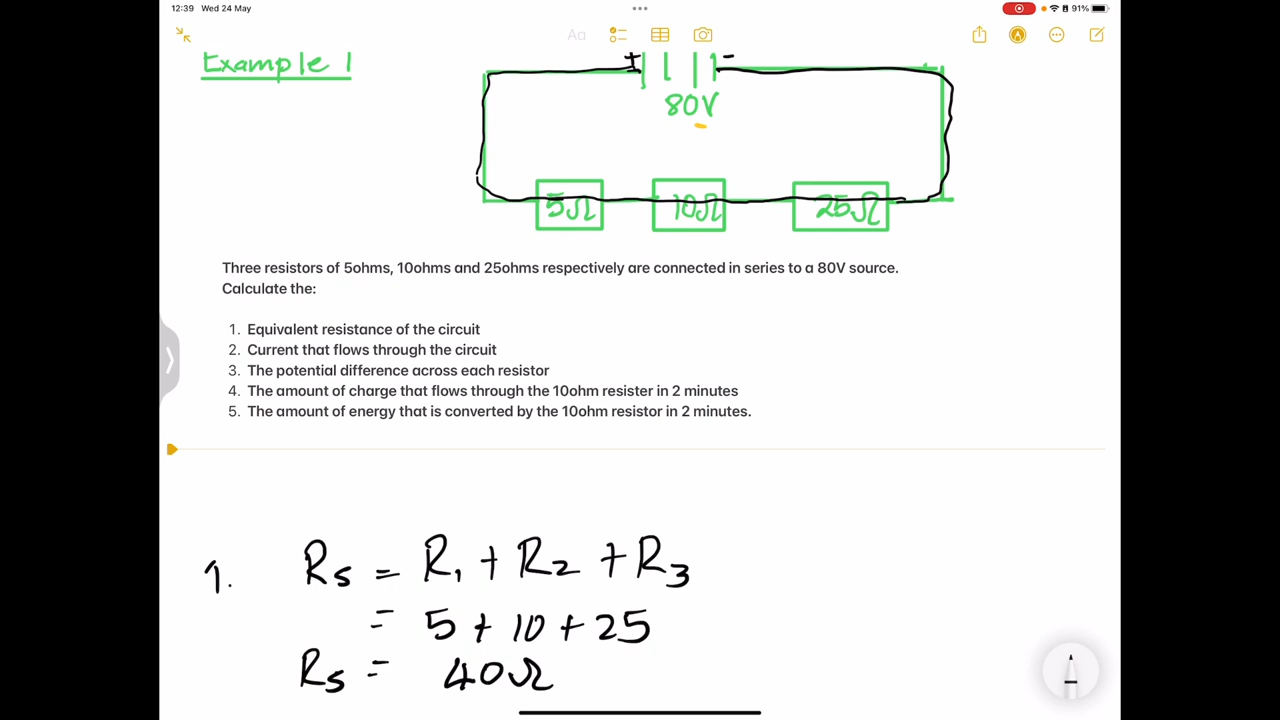 12:39 Wed 24 May
91%
Aa
Example 1
+ -
80V
5Ω 10Ω 25Ω
Three resistors of 5ohms, 10ohms and 25ohms respectively are connected in series to a 80V source.
Calculate the:
1. Equivalent resistance of the circuit
2. Current that flows through the circuit
3. The potential difference across each resistor
4. The amount of charge that flows through the 10ohm resister in 2 minutes
5. The amount of energy that is converted by the 10ohm resistor in 2 minutes.
1. Rs = R1 + R2 + R3
= 5 + 10 + 25
Rs = 40Ω